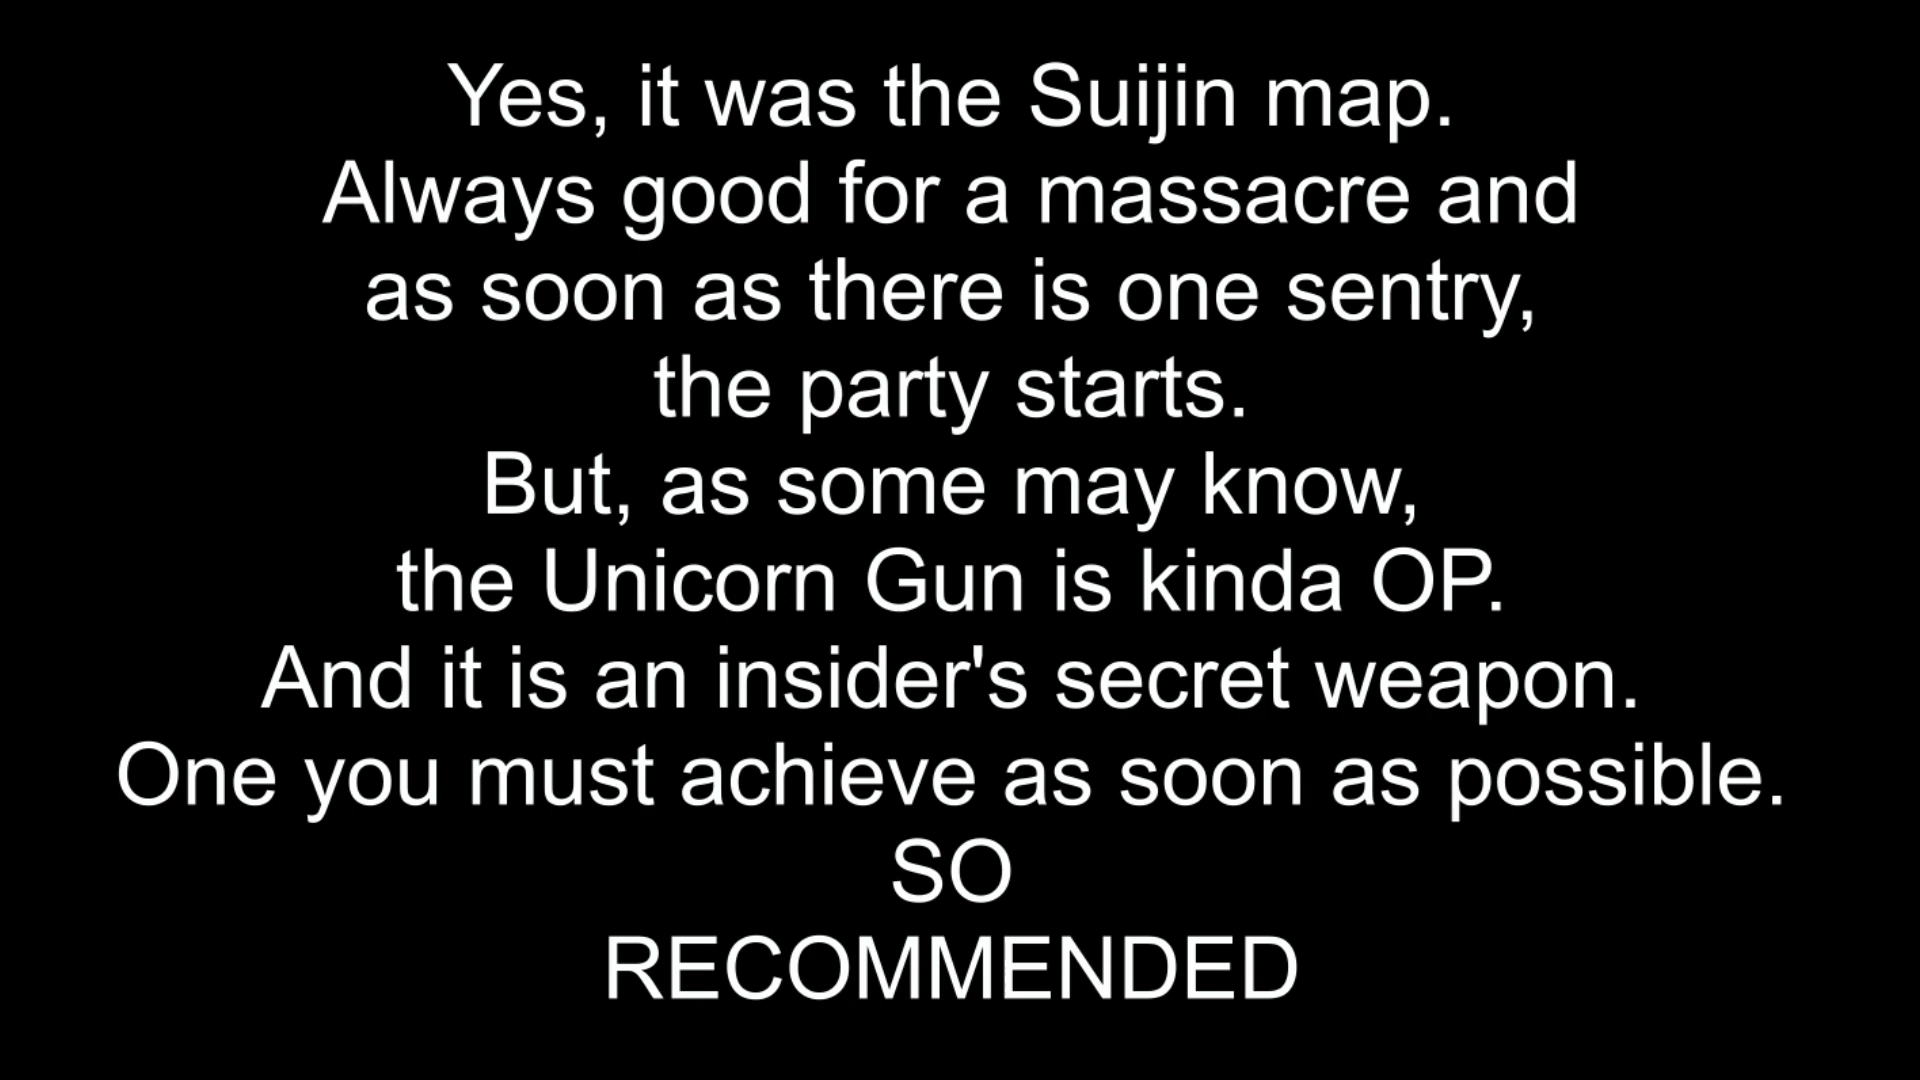 Yes, it was the Suijin map.
Always good for a massacre and
as soon as there is one sentry,
the party starts.
But, as some may know,
the Unicorn Gun is kinda OP.
And it is an insider's secret weapon.
One you must achieve as soon as possible.
SO
RECOMMENDED